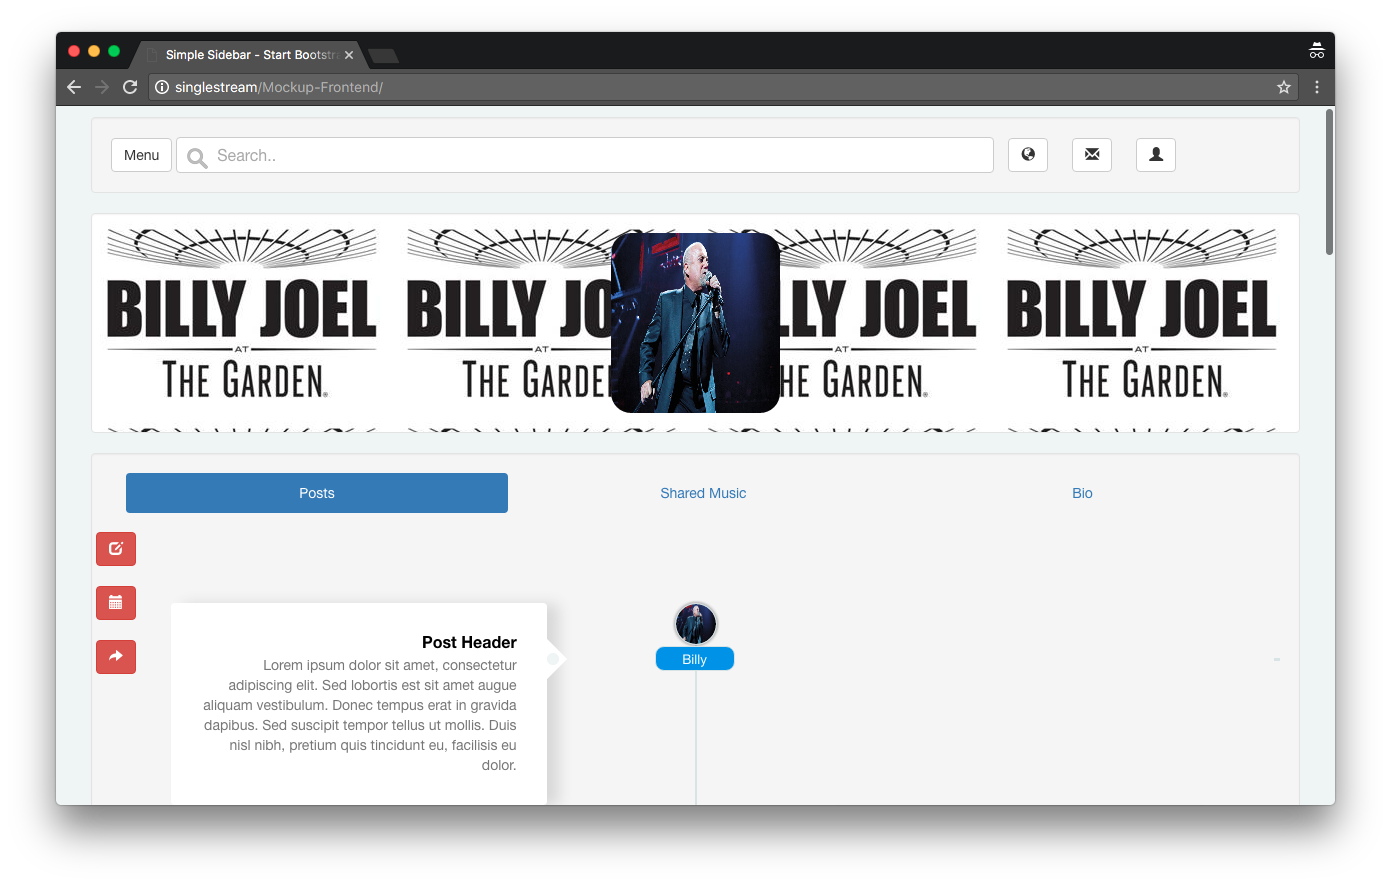 Simple Sidebar - Start Bootstra
singlestream/Mockup-Frontend/
Menu
Search..
BILLY JOEL
AT
THE GARDEN®
BILLY JO
THE GARDE
LLY JOEL
AT
HE GARDEN®
BILLY JOEL
AT
THE GARDEN®
Posts
Shared Music
Bio
Billy
Post Header
Lorem ipsum dolor sit amet, consectetur
adipiscing elit. Sed lobortis est sit amet augue
aliquam vestibulum. Donec tempus erat in gravida
dapibus. Sed suscipit tempor tellus ut mollis. Duis
nisl nibh, pretium quis tincidunt eu, facilisis eu
dolor.